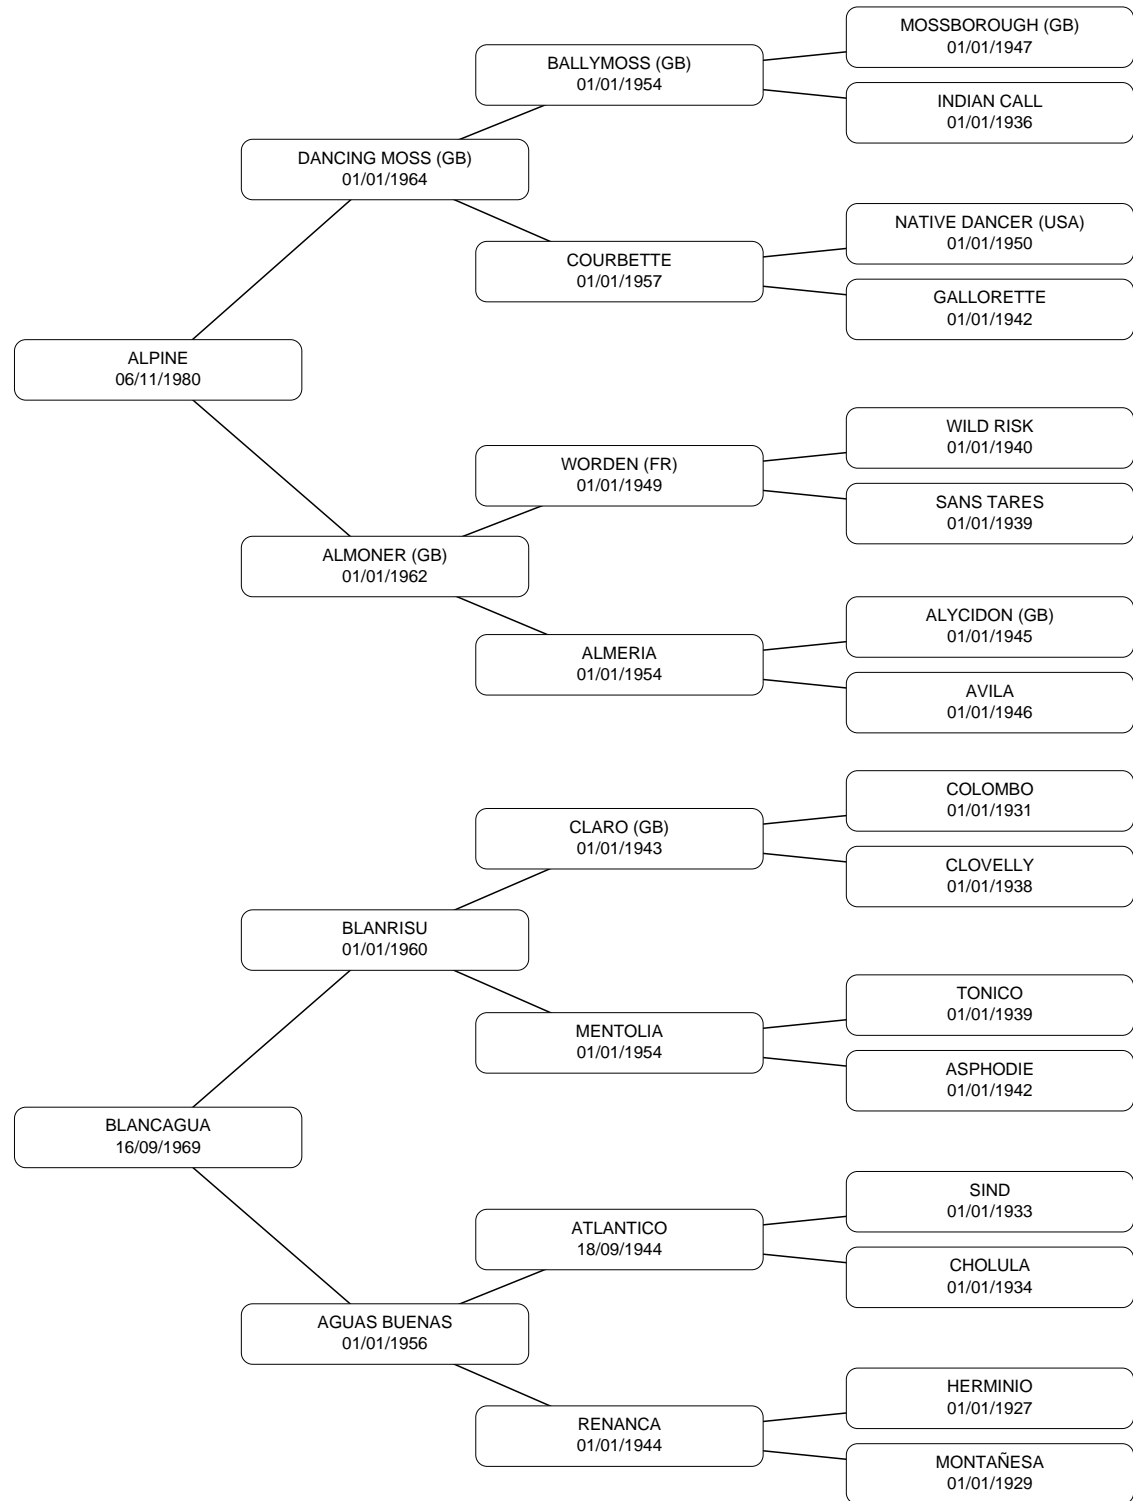 MOSSBOROUGH (GB)
01/01/1947
BALLYMOSS (GB)
01/01/1954
INDIAN CALL
01/01/1936
DANCING MOSS (GB)
01/01/1964
NATIVE DANCER (USA)
01/01/1950
COURBETTE
01/01/1957
GALLORETTE
01/01/1942
ALPINE
06/11/1980
WILD RISK
01/01/1940
WORDEN (FR)
01/01/1949
SANS TARES
01/01/1939
ALMONER (GB)
01/01/1962
ALYCIDON (GB)
01/01/1945
ALMERIA
01/01/1954
AVILA
01/01/1946
COLOMBO
01/01/1931
CLARO (GB)
01/01/1943
CLOVELLY
01/01/1938
BLANRISU
01/01/1960
TONICO
01/01/1939
MENTOLIA
01/01/1954
ASPHODIE
01/01/1942
BLANCAGUA
16/09/1969
SIND
01/01/1933
ATLANTICO
18/09/1944
CHOLULA
01/01/1934
AGUAS BUENAS
01/01/1956
HERMINIO
01/01/1927
RENANCA
01/01/1944
MONTAÑESA
01/01/1929